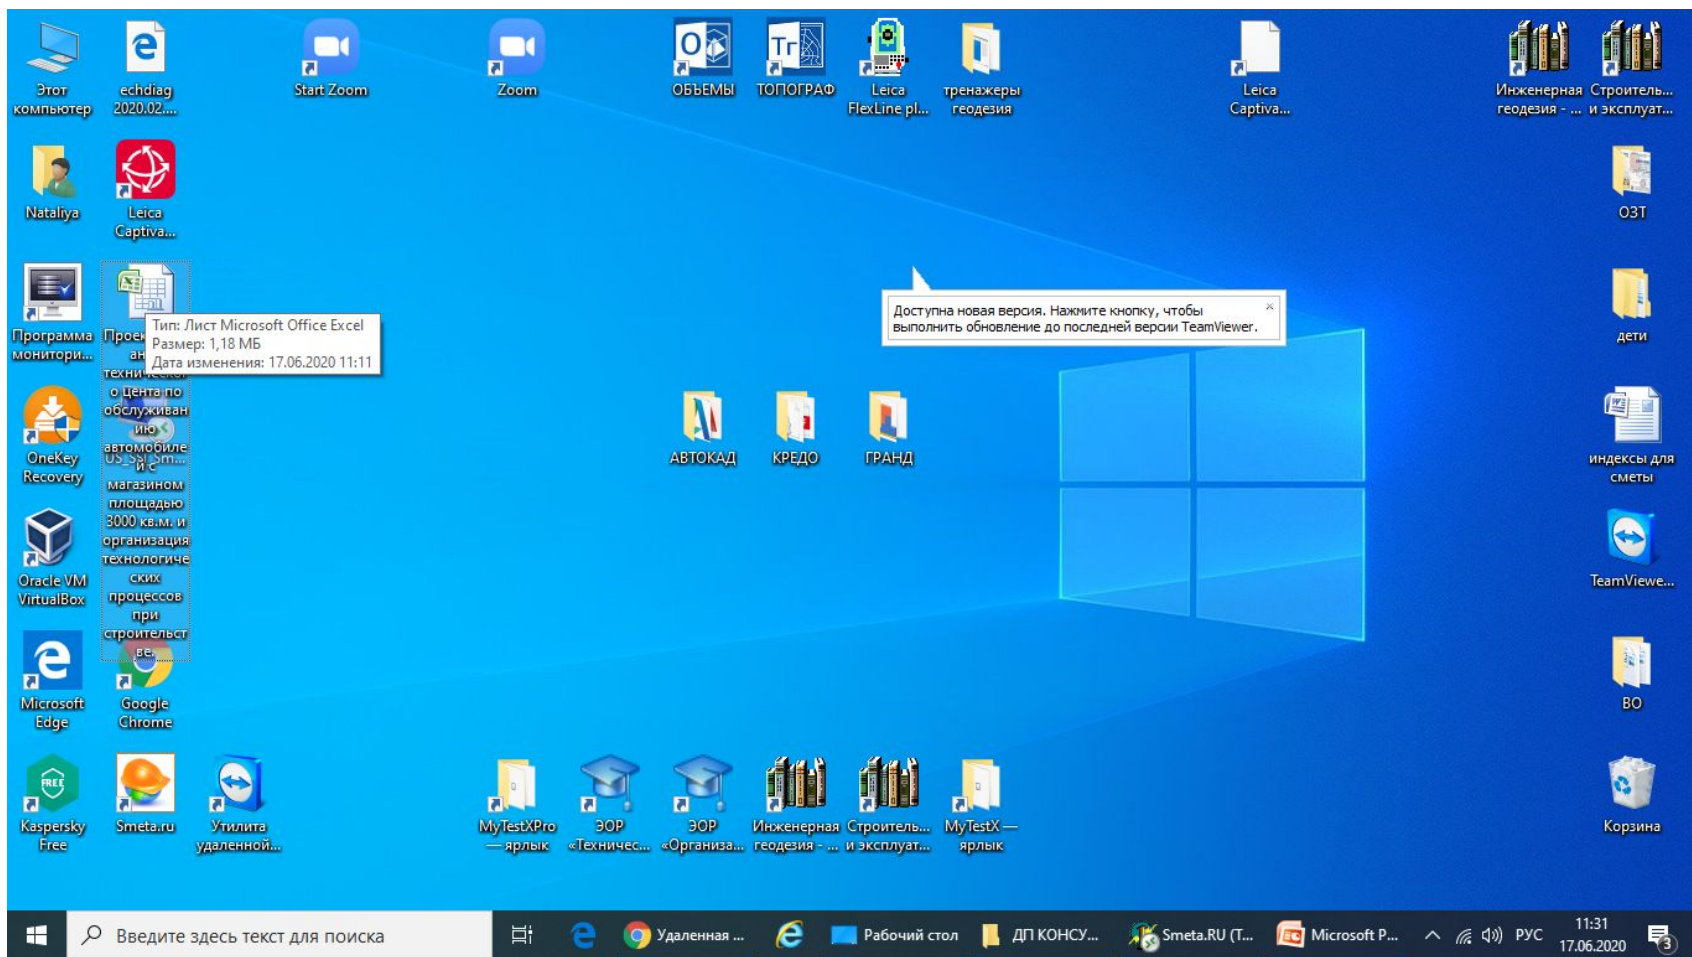 Этот
компьютер
echdiag
2020.02....
Start Zoom
Zoom
ОБЪЕМЫ
ТОПОГРАФ
Leica
FlexLine pl...
тренажеры
геодезия
Leica
Captiva...
Инженерная
геодезия - ...
Строитель...
и эксплуат...
Nataliya
Leica
Captiva...
ОЗТ
Программа
монитори...
Тип: Лист Microsoft Office Excel
Размер: 1,18 МБ
Дата изменения: 17.06.2020 11:11
о цента по
обслуживан
ию
автомобиле
й с
магазином
площадью
3000 кв.м. и
организация
технологиче
ских
процессов
при
строительст
ве.
Доступна новая версия. Нажмите кнопку, чтобы
выполнить обновление до последней версии TeamViewer.
дети
OneKey
Recovery
АВТОКАД
КРЕДО
ГРАНД
индексы для
сметы
Oracle VM
VirtualBox
TeamViewe...
Microsoft
Edge
Google
Chrome
ВО
FREE
Kaspersky
Free
Smeta.ru
Утилита
удаленной...
MyTestXPro
— ярлык
ЭОР
«Техничес...
ЭОР
«Организа...
Инженерная
геодезия - ...
Строитель...
и эксплуат...
MyTestX —
ярлык
Корзина
Введите здесь текст для поиска
Удаленная ...
Рабочий стол
ДП КОНСУ...
Smeta.RU (T...
Microsoft P...
РУС
11:31
17.06.2020
3